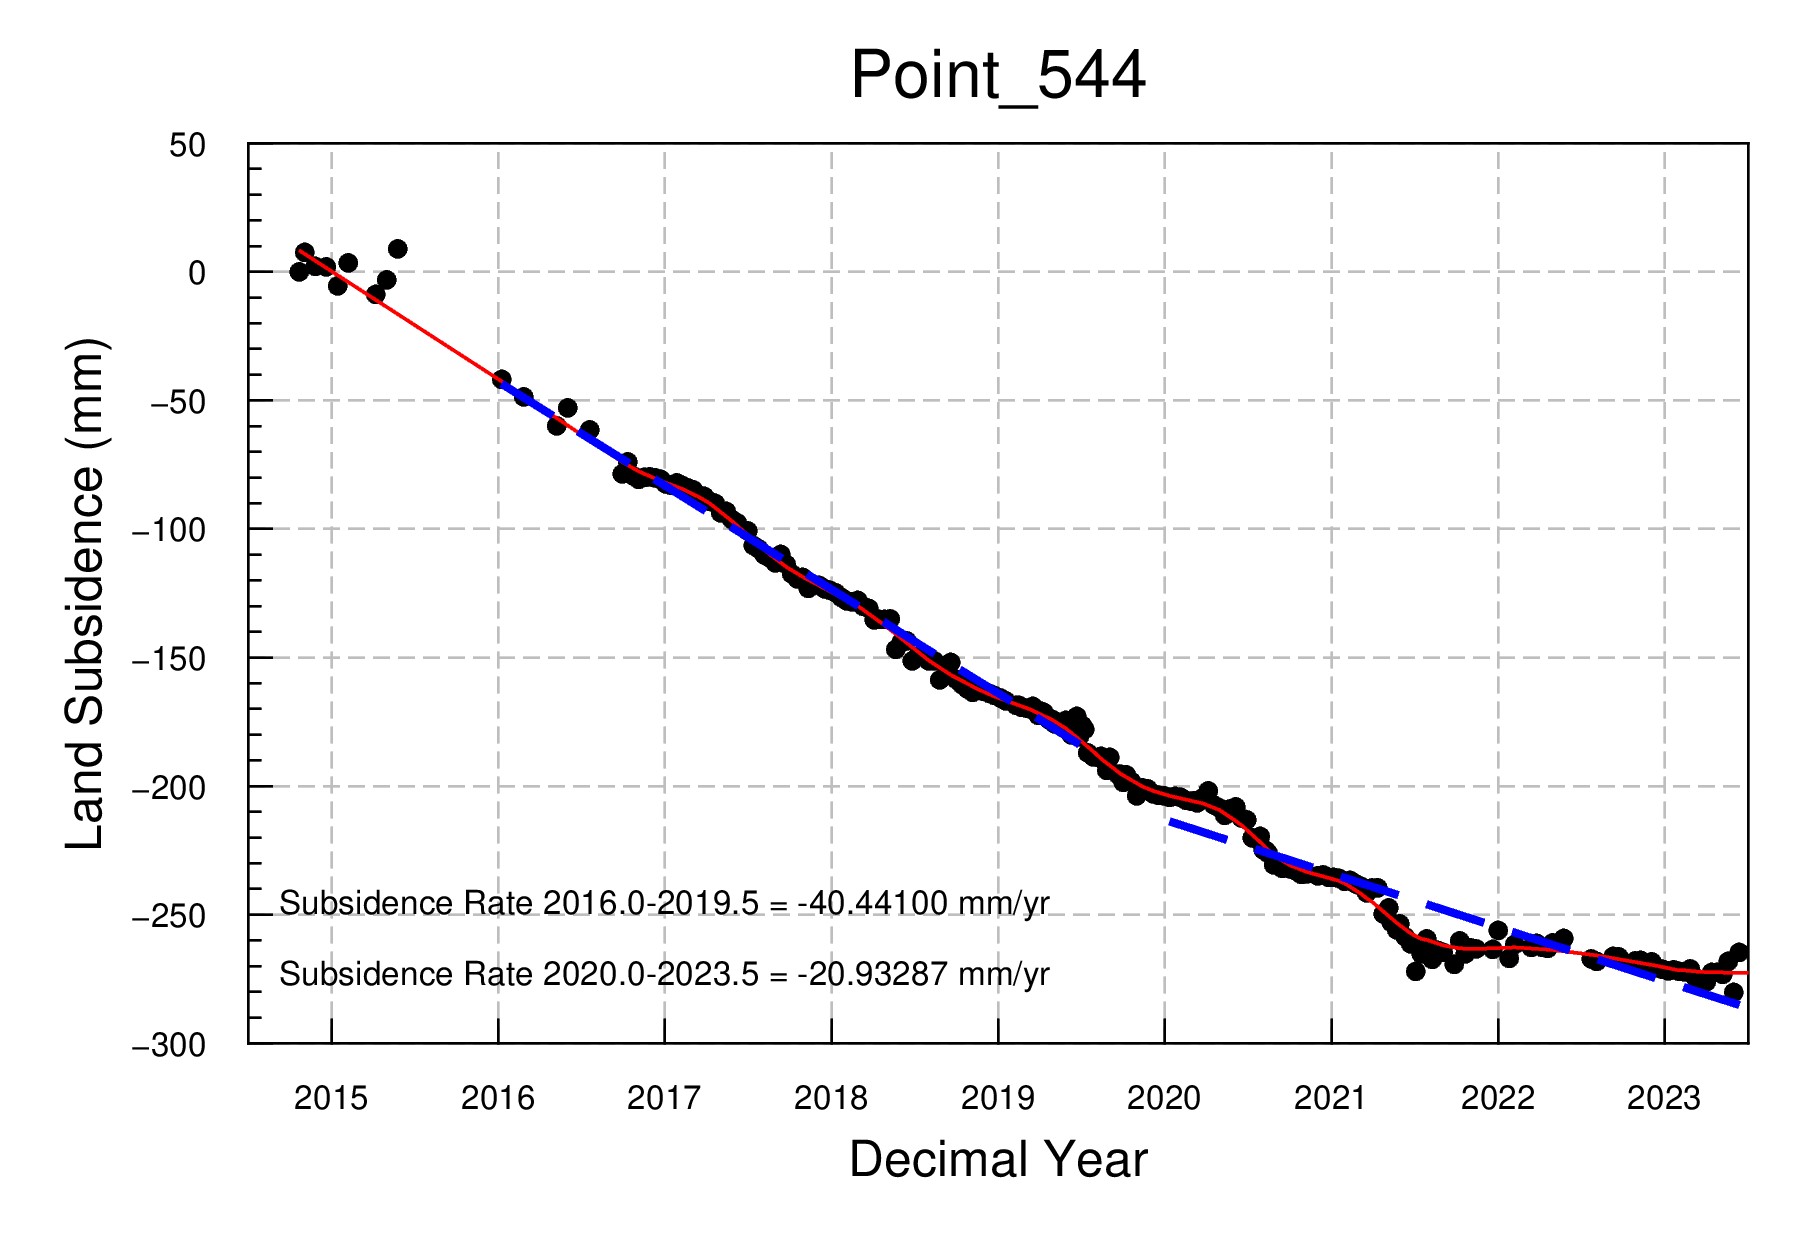 Point_544
50
0
−50
−100
−150
−200
−250
−300
Land Subsidence (mm)
Subsidence Rate 2016.0-2019.5 = -40.44100 mm/yr
Subsidence Rate 2020.0-2023.5 = -20.93287 mm/yr
2015 2016 2017 2018 2019 2020 2021 2022 2023
Decimal Year